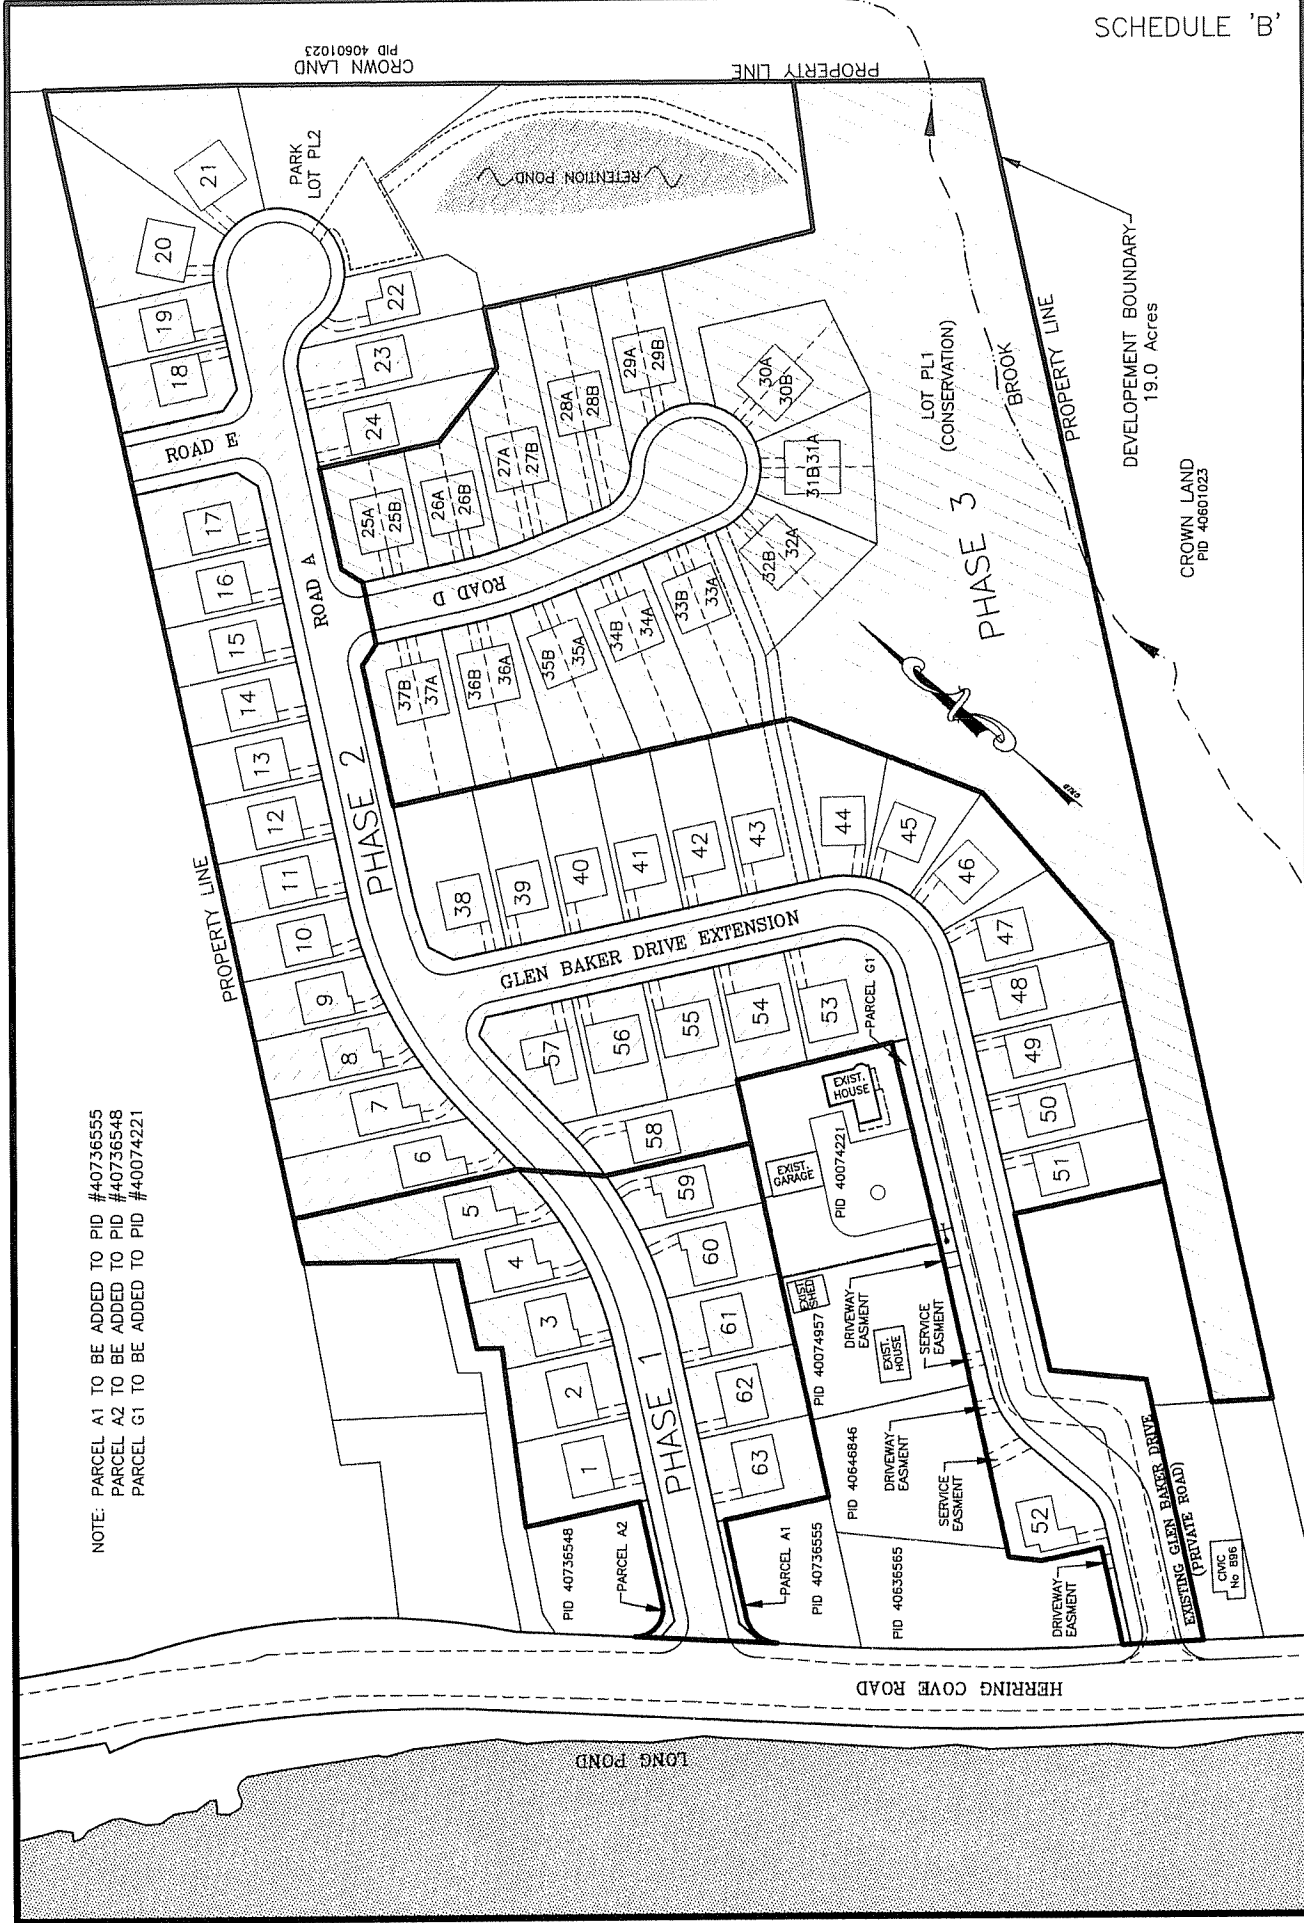 SCHEDULE 'B'
CROWN LAND
PID 40601023
PROPERTY LINE
PARK
LOT PL2
RETENTION POND
21
20
19
18
22
23
24
ROAD E
ROAD A
ROAD D
17
16
15
14
13
12
11
10
9
8
7
6
5
4
3
2
1
25A
25B
26A
26B
27A
27B
28A
28B
29A
29B
30A
30B
31B 31A
32B
32A
33B
33A
34B
34A
35B
35A
36B
36A
37B
37A
LOT PL1
(CONSERVATION)
BROOK
PROPERTY LINE
DEVELOPEMENT BOUNDARY
19.0 Acres
CROWN LAND
PID 40601023
PHASE 3
PHASE 2
PROPERTY LINE
38
39
40
41
42
43
44
45
46
47
48
49
50
51
GLEN BAKER DRIVE EXTENSION
53
54
55
56
57
58
59
60
61
62
63
PARCEL G1
EXIST.
HOUSE
EXIST.
GARAGE
PID 40074221
EXIST
SHED
PID 40074957
DRIVEWAY
EASMENT
EXIST.
HOUSE
SERVICE
EASMENT
PID 40646846
DRIVEWAY
EASMENT
SERVICE
EASMENT
52
PID 40636565
DRIVEWAY
EASMENT
EXISTING GLEN BAKER DRIVE
(PRIVATE ROAD)
CIVIC
No 896
PHASE 1
PID 40736548
PARCEL A2
PARCEL A1
PID 40736555
NOTE: PARCEL A1 TO BE ADDED TO PID #40736555
PARCEL A2 TO BE ADDED TO PID #40736548
PARCEL G1 TO BE ADDED TO PID #40074221
HERRING COVE ROAD
LONG POND